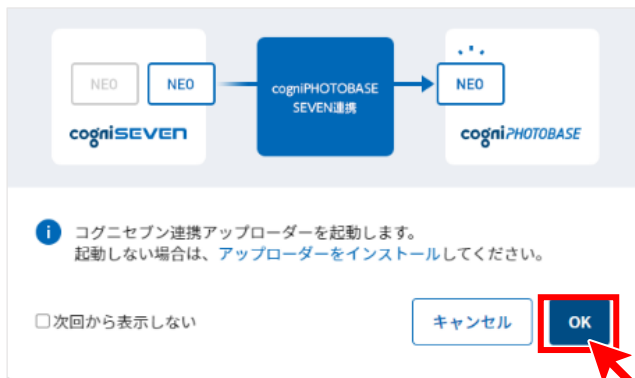 NEO
NEO
cogniSEVEN
cogniPHOTOBASE
SEVEN連携
NEO
cogniPHOTOBASE
コグニセブン連携アップローダーを起動します。
起動しない場合は、アップローダーをインストールしてください。
次回から表示しない
キャンセル
OK